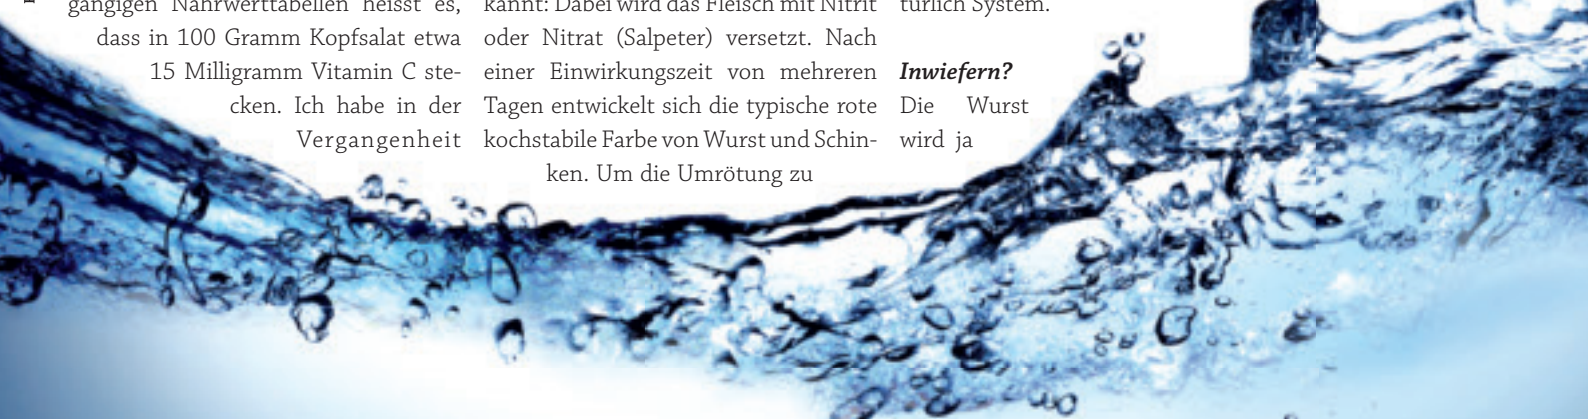 gängigen Nährwerttabellen heisst es,
dass in 100 Gramm Kopfsalat etwa
15 Milligramm Vitamin C ste-
cken. Ich habe in der
Vergangenheit
kannt: Dabei wird das Fleisch mit Nitrit
oder Nitrat (Salpeter) versetzt. Nach
einer Einwirkungszeit von mehreren
Tagen entwickelt sich die typische rote
kochstabile Farbe von Wurst und Schin-
ken. Um die Umrötung zu
türlich System.
Inwiefern?
Die Wurst
wird ja